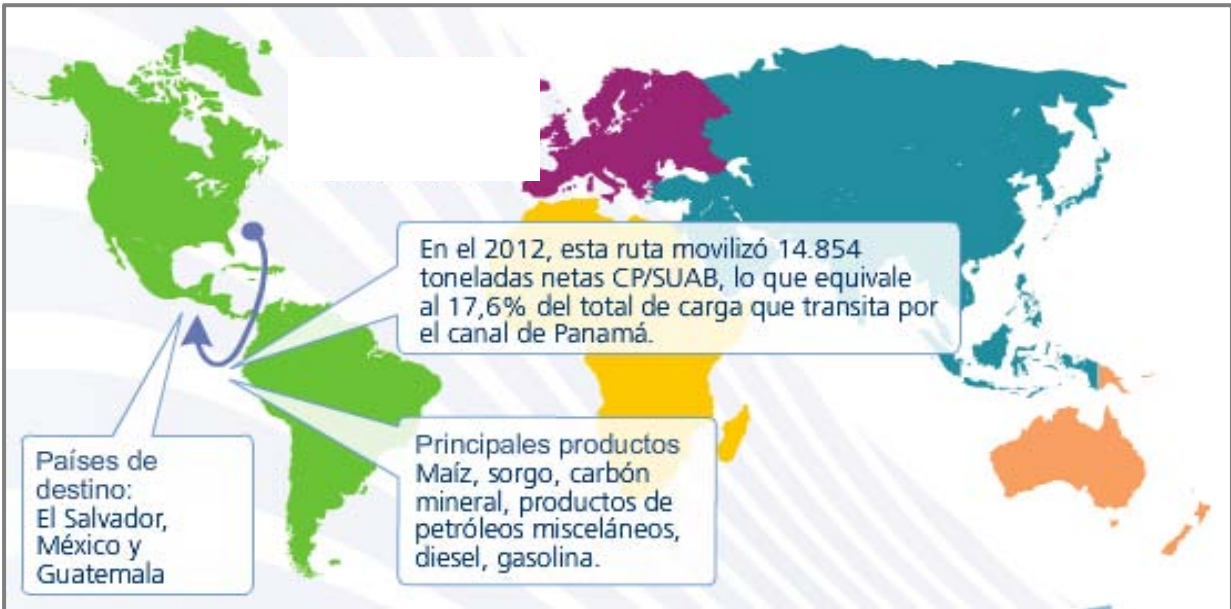 En el 2012, esta ruta movilizó 14.854
toneladas netas CP/SUAB, lo que equivale
al 17,6% del total de carga que transita por
el canal de Panamá.
Países de
destino:
El Salvador,
México y
Guatemala
Principales productos
Maíz, sorgo, carbón
mineral, productos de
petróleos misceláneos,
diesel, gasolina.